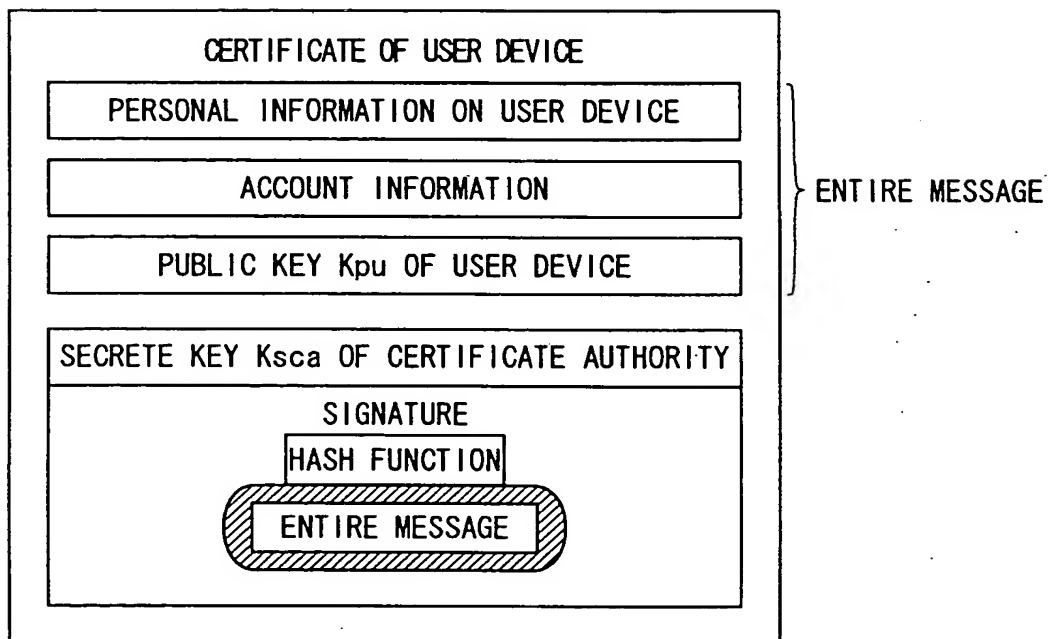 CERTIFICATE OF USER DEVICE
PERSONAL INFORMATION ON USER DEVICE
ACCOUNT INFORMATION
PUBLIC KEY Kpu OF USER DEVICE
ENTIRE MESSAGE
SECRETE KEY Ksca OF CERTIFICATE AUTHORITY
SIGNATURE
HASH FUNCTION
ENTIRE MESSAGE